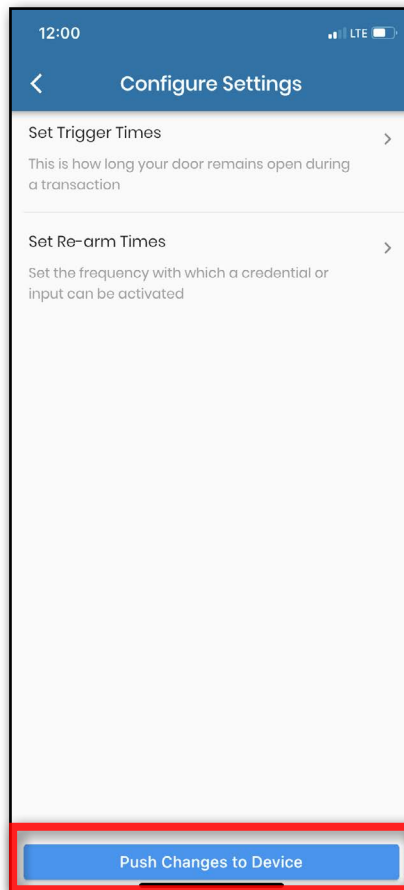 12:00
LTE
Configure Settings
Set Trigger Times
This is how long your door remains open during
a transaction
Set Re-arm Times
Set the frequency with which a credential or
input can be activated
Push Changes to Device